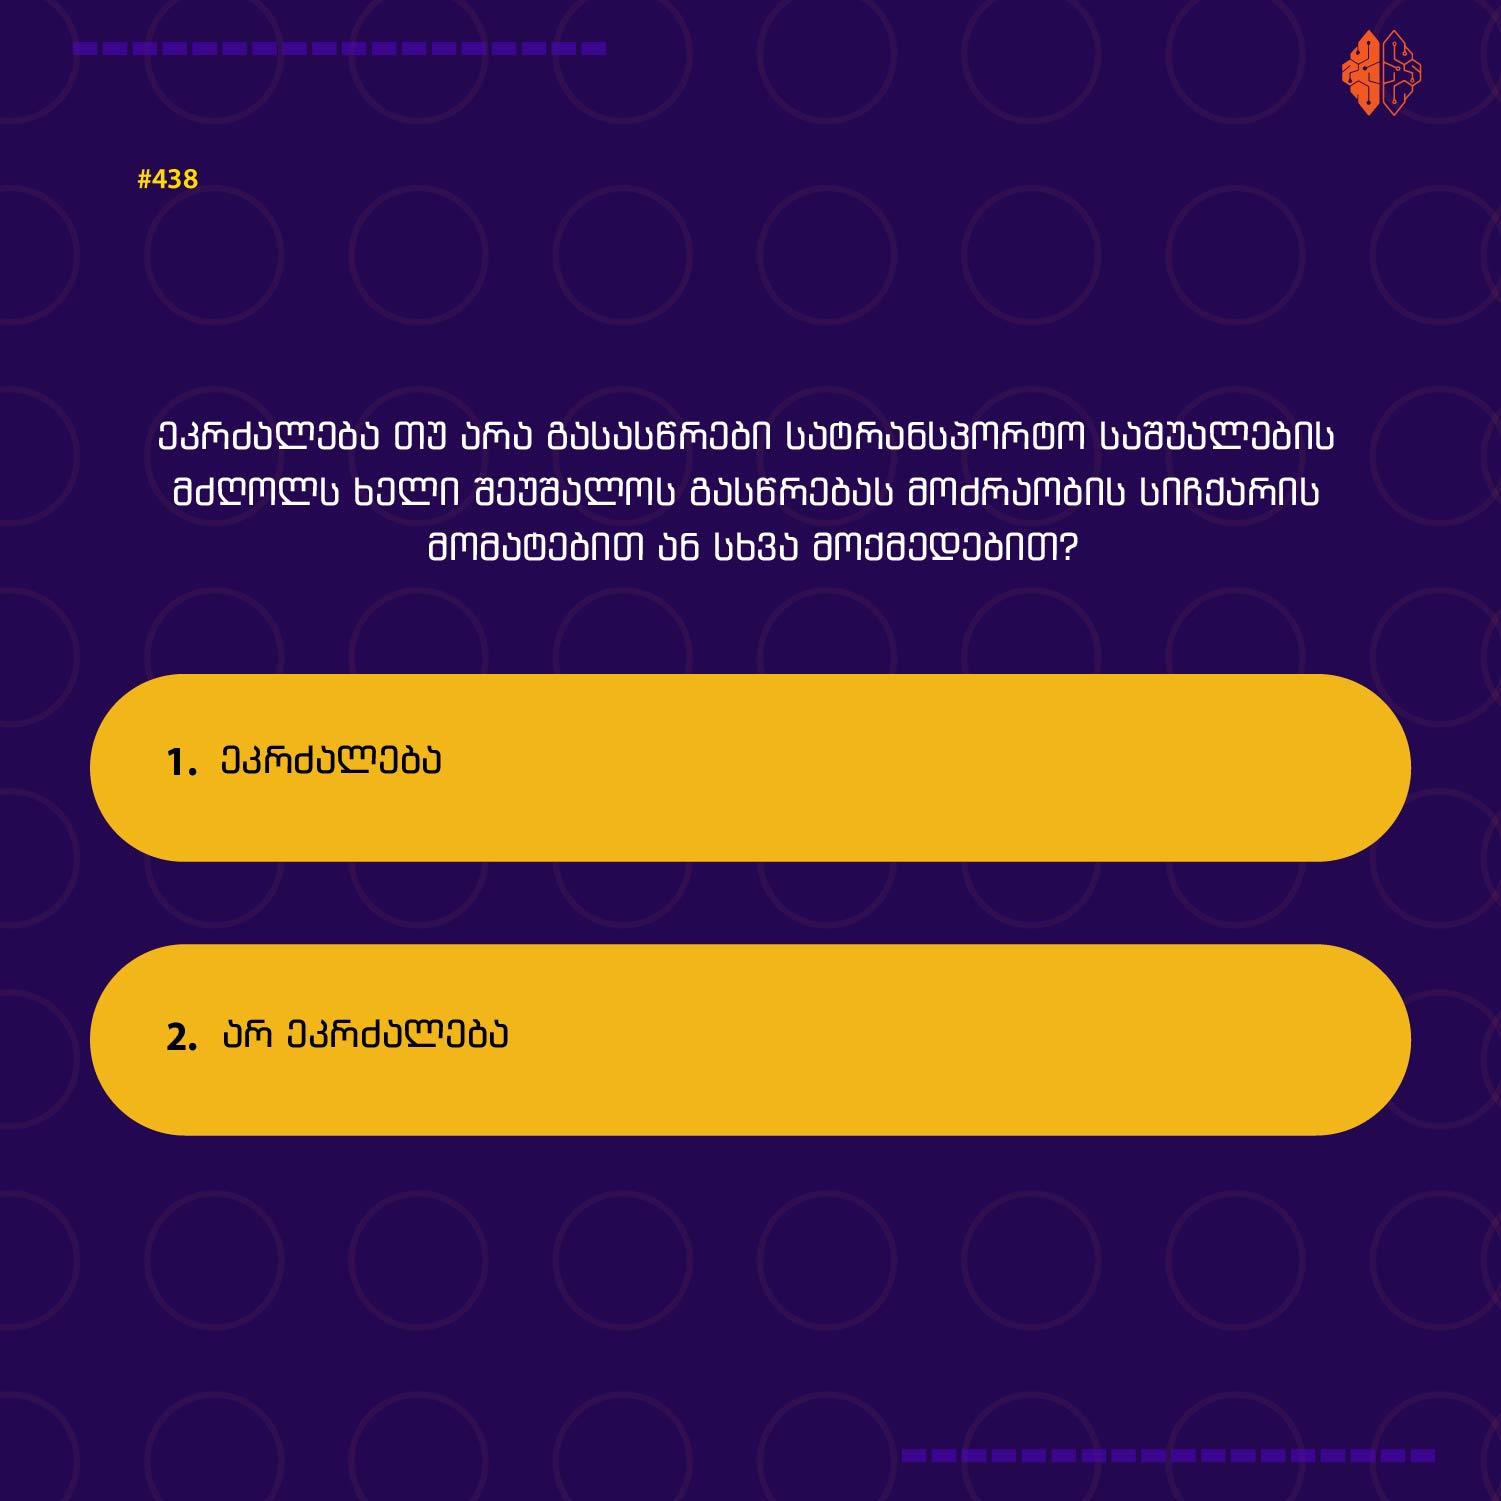 #438
ეკრძალება თუ არა გასასწრები სატრანსპორტო საშუალების
მძღოლს ხელი შეუშალოს გასწრებას მოძრაობის სიჩქარის
მომატებით ან სხვა მოქმედებით?
1. ეკრძალება
2. არ ეკრძალება